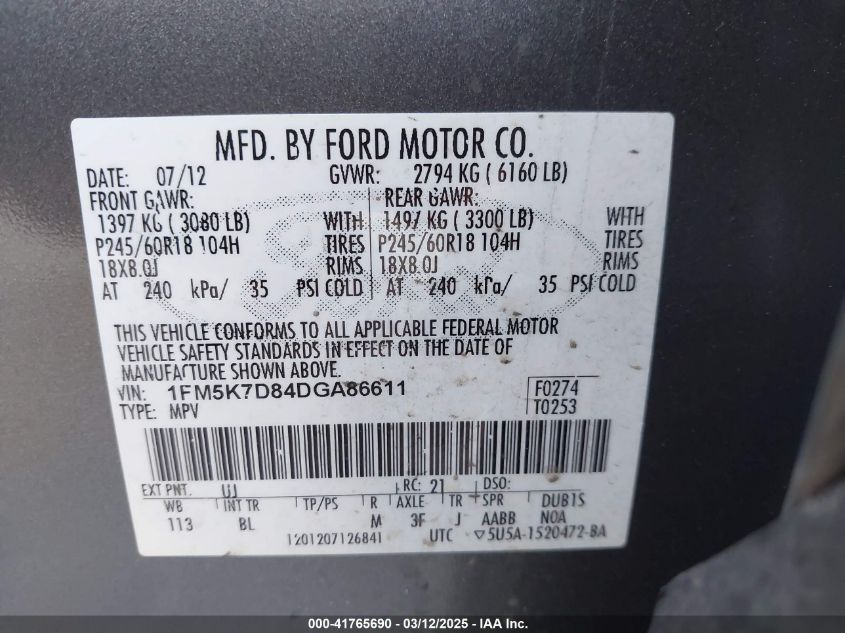 MFD. BY FORD MOTOR CO.
DATE: 07/12 GVWR: 2794 KG ( 6160 LB)
FRONT GAWR: REAR GAWR:
1397 KG ( 3080 LB) WITH 1497 KG ( 3300 LB) WITH
P245/60R18 104H TIRES P245/60R18 104H TIRES
18X8.0J RIMS 18X8.0J RIMS
AT 240 kPa/ 35 PSI COLD AT 240 kPa/ 35 PSI COLD
THIS VEHICLE CONFORMS TO ALL APPLICABLE FEDERAL MOTOR
VEHICLE SAFETY STANDARDS IN EFFECT ON THE DATE OF
MANUFACTURE SHOWN ABOVE.
VIN: 1FM5K7D84DGA86611 F0274
TYPE: MPV T0253
EXT PNT: UJ RC: 21 DSO:
WB INT TR TP/PS R AXLE TR SPR DUB1S
113 BL M 3F J AABB NOA
1201207126841 UTC ▽5U5A-1520472-BA
000-41765690 - 03/12/2025 - IAA Inc.